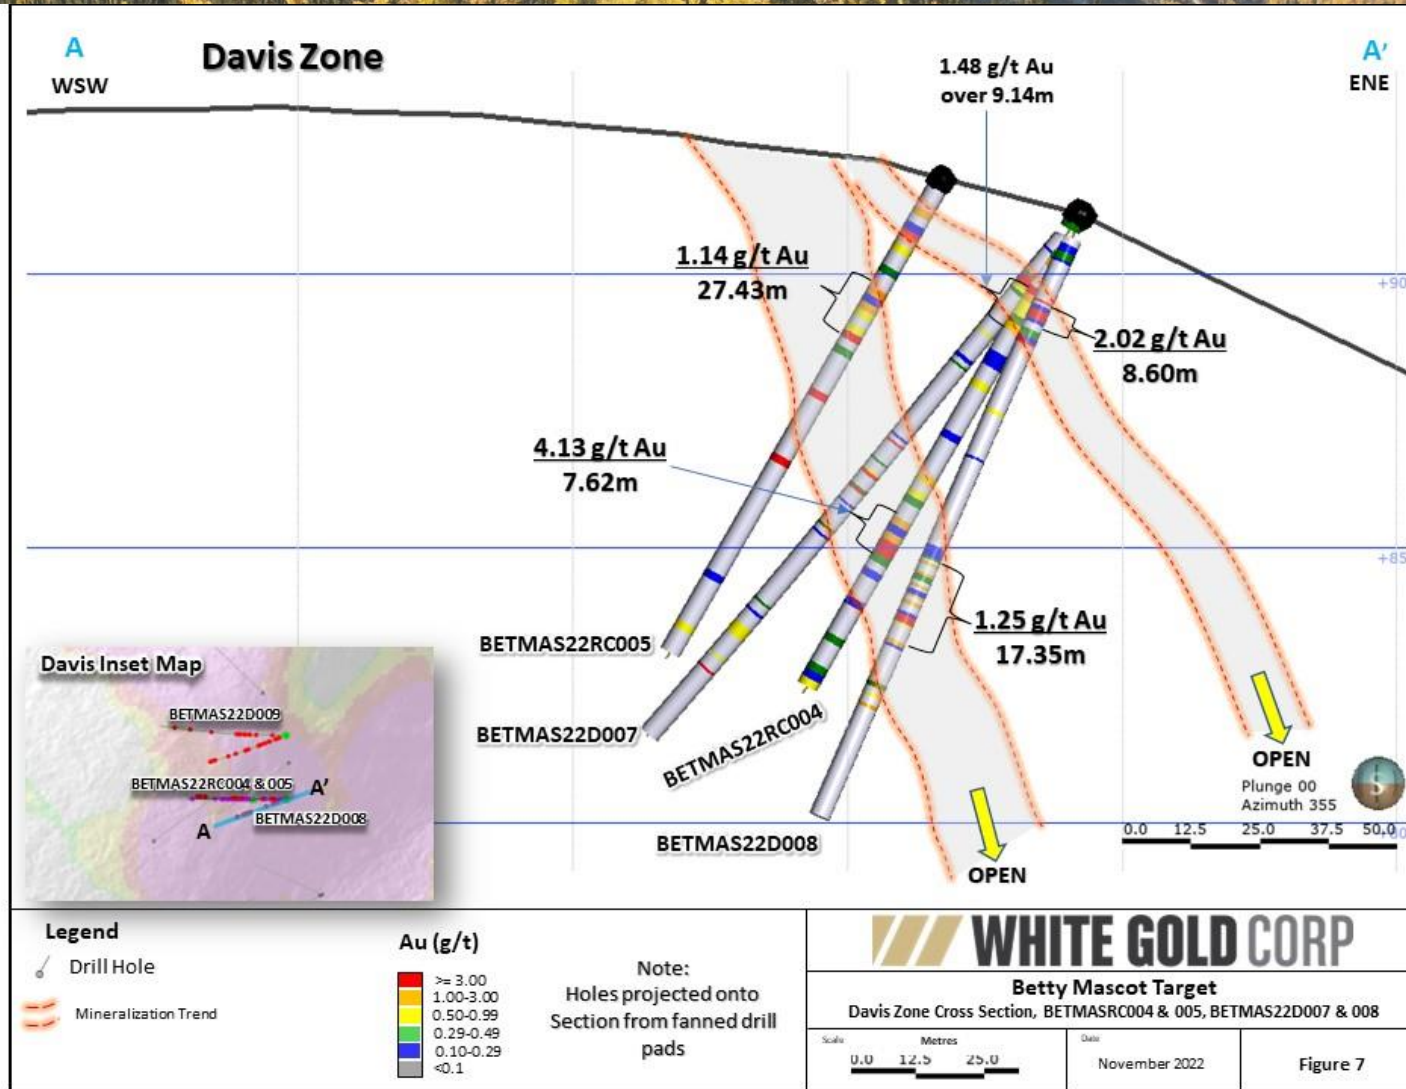 A
WSW
Davis Zone
A'
ENE
1.48 g/t Au
over 9.14m
1.14 g/t Au
27.43m
+90
2.02 g/t Au
8.60m
4.13 g/t Au
7.62m
+85
1.25 g/t Au
17.35m
BETMAS22RC005
BETMAS22D007
BETMAS22RC004
BETMAS22D008
OPEN
OPEN
Plunge 00
Azimuth 355
S
0.0 12.5 25.0 37.5 50.0
Davis Inset Map
BETMAS22D009
BETMAS22RC004 & 005
A'
A
BETMAS22D008
Legend
Drill Hole
Mineralization Trend
Au (g/t)
>= 3.00
1.00-3.00
0.50-0.99
0.29-0.49
0.10-0.29
<0.1
Note:
Holes projected onto
Section from fanned drill
pads
WHITE GOLD CORP
Betty Mascot Target
Davis Zone Cross Section, BETMASRC004 & 005, BETMAS22D007 & 008
Scale Metres
0.0 12.5 25.0
Date
November 2022
Figure 7